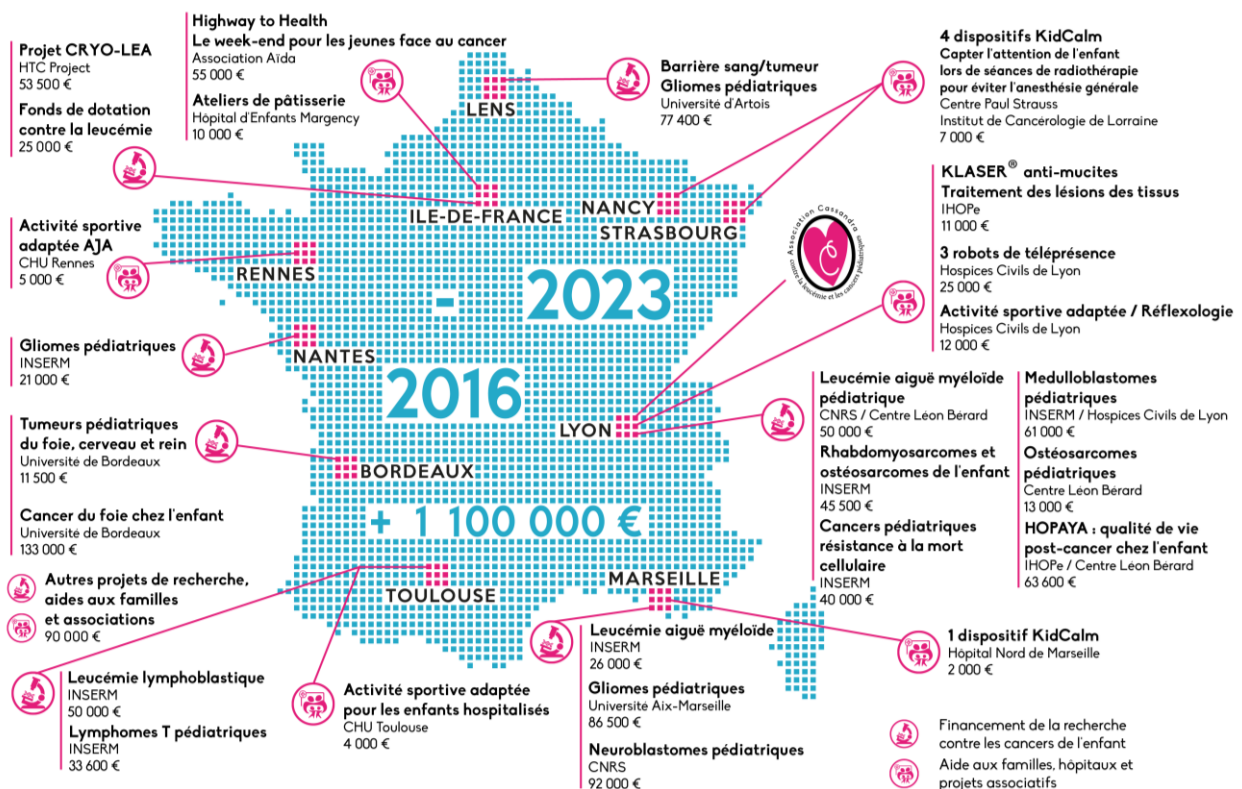 Projet CRYO-LEA
HTC Project
53 500 €
Fonds de dotation
contre la leucémie
25 000 €
Highway to Health
Le week-end pour les jeunes face au cancer
Association Aïda
55 000 €
Ateliers de pâtisserie
Hôpital d'Enfants Margency
10 000 €
LENS
Barrière sang/tumeur
Gliomes pédiatriques
Université d'Artois
77 400 €
4 dispositifs KidCalm
Capter l'attention de l'enfant
lors de séances de radiothérapie
pour éviter l'anesthésie générale
Centre Paul Strauss
Institut de Cancérologie de Lorraine
7 000 €
ILE-DE-FRANCE
NANCY
STRASBOURG
Association Cassandra
contre la leucémie et les cancers pédiatriques
KLASER® anti-mucites
Traitement des lésions des tissus
IHOPe
11 000 €
3 robots de téléprésence
Hospices Civils de Lyon
25 000 €
Activité sportive adaptée / Réflexologie
Hospices Civils de Lyon
12 000 €
Activité sportive
adaptée AJA
CHU Rennes
5 000 €
RENNES
- 2023
Gliomes pédiatriques
INSERM
21 000 €
NANTES
2016
Tumeurs pédiatriques
du foie, cerveau et rein
Université de Bordeaux
11 500 €
Cancer du foie chez l'enfant
Université de Bordeaux
133 000 €
BORDEAUX
LYON
+ 1 100 000 €
Leucémie aiguë myéloïde
pédiatrique
CNRS / Centre Léon Bérard
50 000 €
Rhabdomyosarcomes et
ostéosarcomes de l'enfant
INSERM
45 500 €
Cancers pédiatriques
résistance à la mort
cellulaire
INSERM
40 000 €
Medulloblastomes
pédiatriques
INSERM / Hospices Civils de Lyon
61 000 €
Ostéosarcomes
pédiatriques
Centre Léon Bérard
13 000 €
HOPAYA : qualité de vie
post-cancer chez l'enfant
IHOPe / Centre Léon Bérard
63 600 €
Autres projets de recherche,
aides aux familles
et associations
90 000 €
TOULOUSE
MARSEILLE
Leucémie lymphoblastique
INSERM
50 000 €
Lymphomes T pédiatriques
INSERM
33 600 €
Activité sportive adaptée
pour les enfants hospitalisés
CHU Toulouse
4 000 €
Leucémie aiguë myéloïde
INSERM
26 000 €
Gliomes pédiatriques
Université Aix-Marseille
86 500 €
Neuroblastomes pédiatriques
CNRS
92 000 €
1 dispositif KidCalm
Hôpital Nord de Marseille
2 000 €
Financement de la recherche
contre les cancers de l'enfant
Aide aux familles, hôpitaux et
projets associatifs